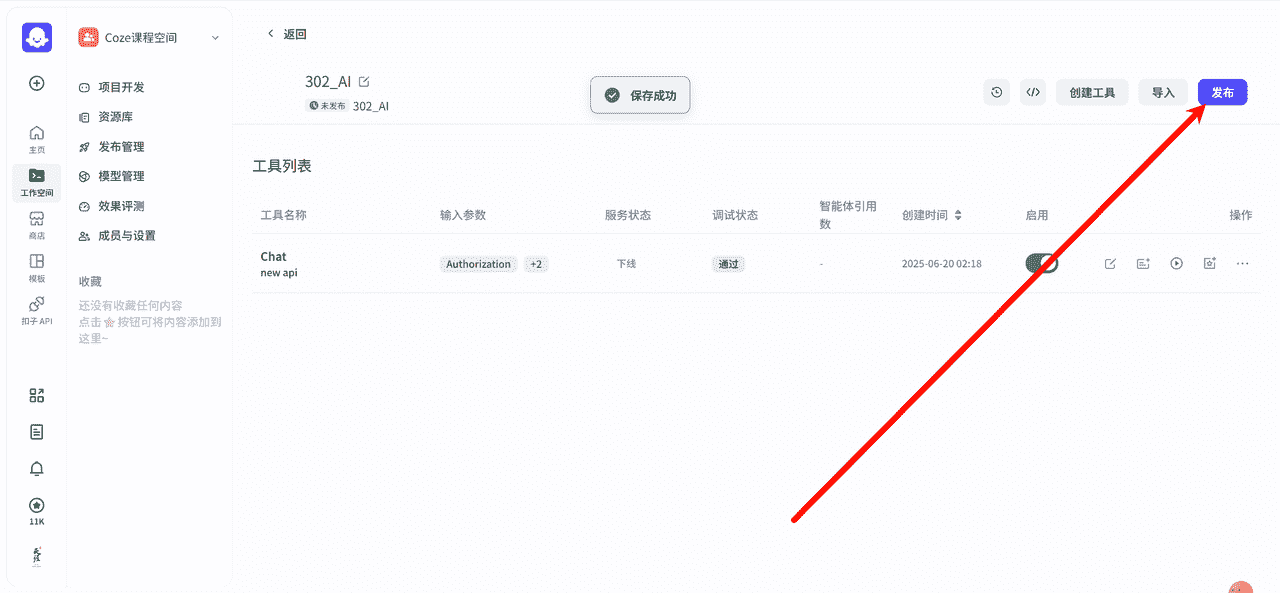 Coze课程空间
项目开发
资源库
发布管理
模型管理
效果评测
成员与设置
收藏
还没有收藏任何内容
点击 按钮可将内容添加到
这里~
主页
工作空间
商店
模板
扣子 API
11K
返回
302_AI
未发布 302_AI
保存成功
创建工具
导入
发布
工具列表
工具名称
输入参数
服务状态
调试状态
智能体引用
数
创建时间
启用
操作
Chat
new api
Authorization
+2
下线
通过
-
2025-06-20 02:18